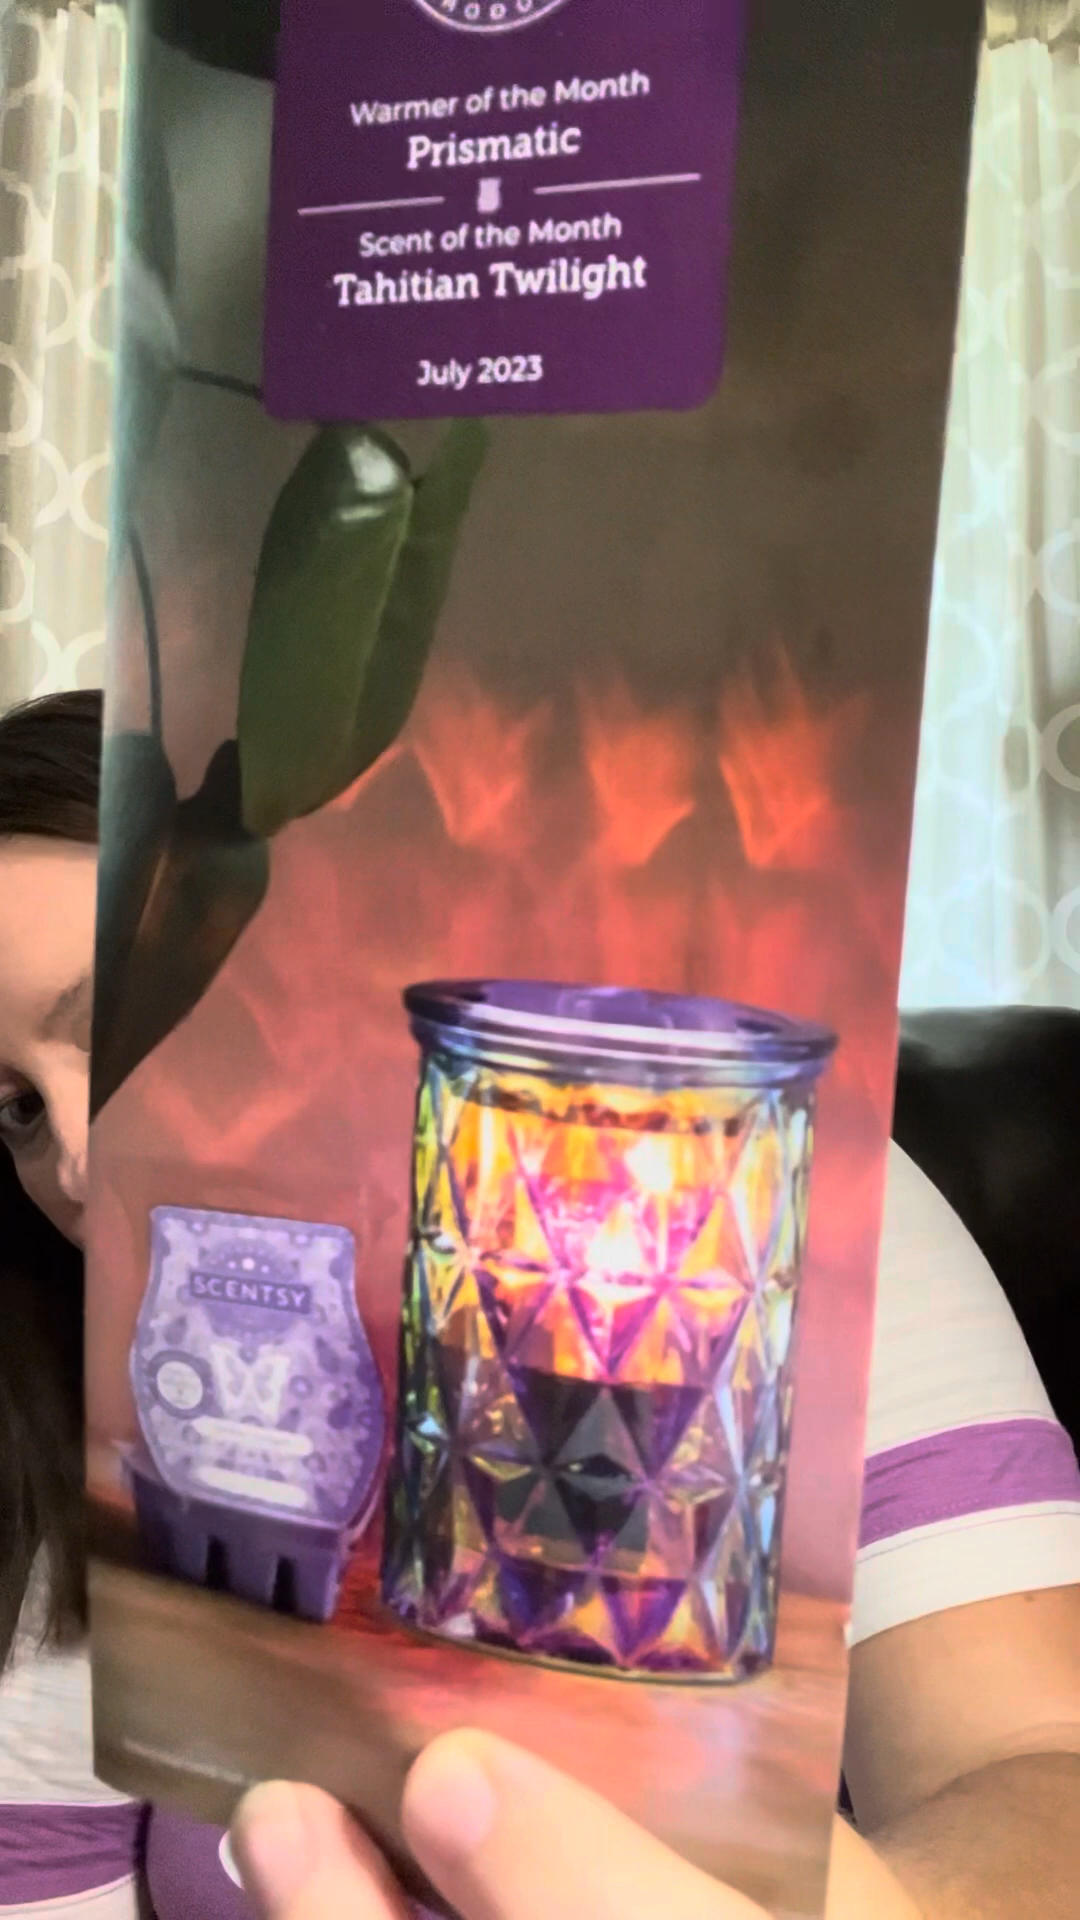 Warmer of the Month
Prismatic
Scent of the Month
Tahitian Twilight
July 2023
SCENTSY